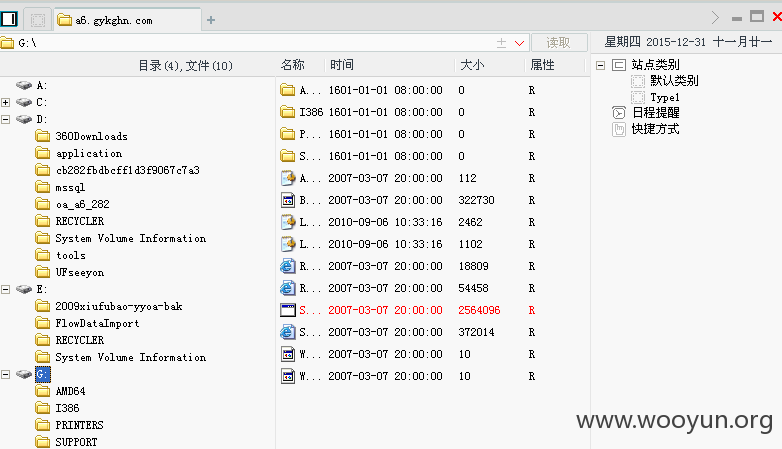 a6.gykghn.com
G:\
读取
星期四 2015-12-31 十一月廿一
目录(4),文件(10)
名称 时间 大小 属性
A:
C:
D:
360Downloads
application
cb282fbdbcff1d3f9067c7a3
mssql
oa_a6_282
RECYCLER
System Volume Information
tools
UFseeyon
E:
2009xiufubao-yyoa-bak
FlowDataImport
RECYCLER
System Volume Information
G:
AMD64
I386
PRINTERS
SUPPORT
A... 1601-01-01 08:00:00 0 R
I386 1601-01-01 08:00:00 0 R
P... 1601-01-01 08:00:00 0 R
S... 1601-01-01 08:00:00 0 R
A... 2007-03-07 20:00:00 112 R
B... 2007-03-07 20:00:00 322730 R
L... 2010-09-06 10:33:16 2462 R
L... 2010-09-06 10:33:16 1102 R
R... 2007-03-07 20:00:00 18809 R
R... 2007-03-07 20:00:00 54458 R
S... 2007-03-07 20:00:00 2564096 R
S... 2007-03-07 20:00:00 372014 R
W... 2007-03-07 20:00:00 10 R
W... 2007-03-07 20:00:00 10 R
站点类别
默认类别
Type1
日程提醒
快捷方式
www.wooyun.org